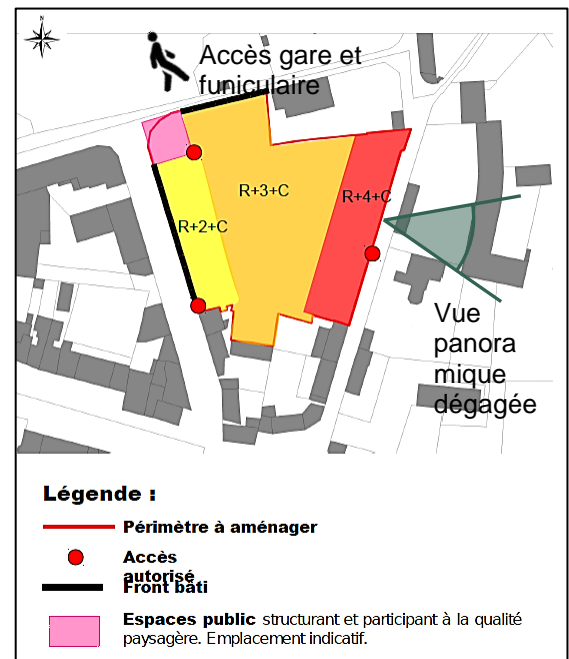 N
Accès gare et
funiculaire
R+3+C
R+4+C
R+2+C
Vue
panora
mique
dégagée
Légende :
Périmètre à aménager
Accès
autorisé
Front bâti
Espaces public structurant et participant à la qualité
paysagère. Emplacement indicatif.